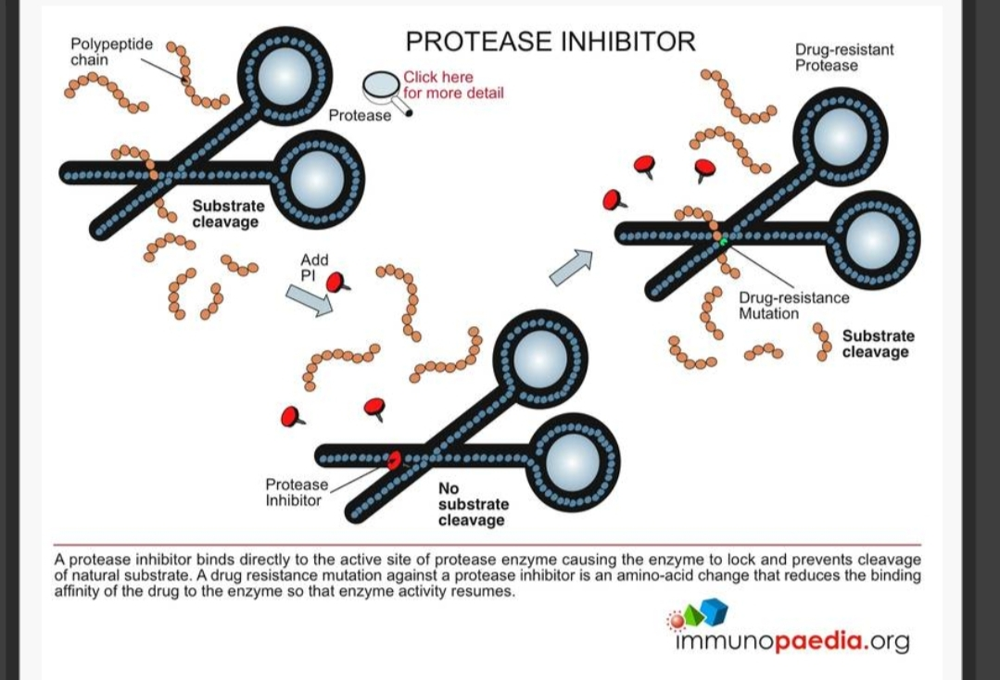 PROTEASE INHIBITOR
Polypeptide
chain
Click here
for more detail
Protease
Drug-resistant
Protease
Substrate
cleavage
Add
PI
Drug-resistance
Mutation
Substrate
cleavage
Protease
Inhibitor
No
substrate
cleavage
A protease inhibitor binds directly to the active site of protease enzyme causing the enzyme to lock and prevents cleavage
of natural substrate. A drug resistance mutation against a protease inhibitor is an amino-acid change that reduces the binding
affinity of the drug to the enzyme so that enzyme activity resumes.
immunopaedia.org